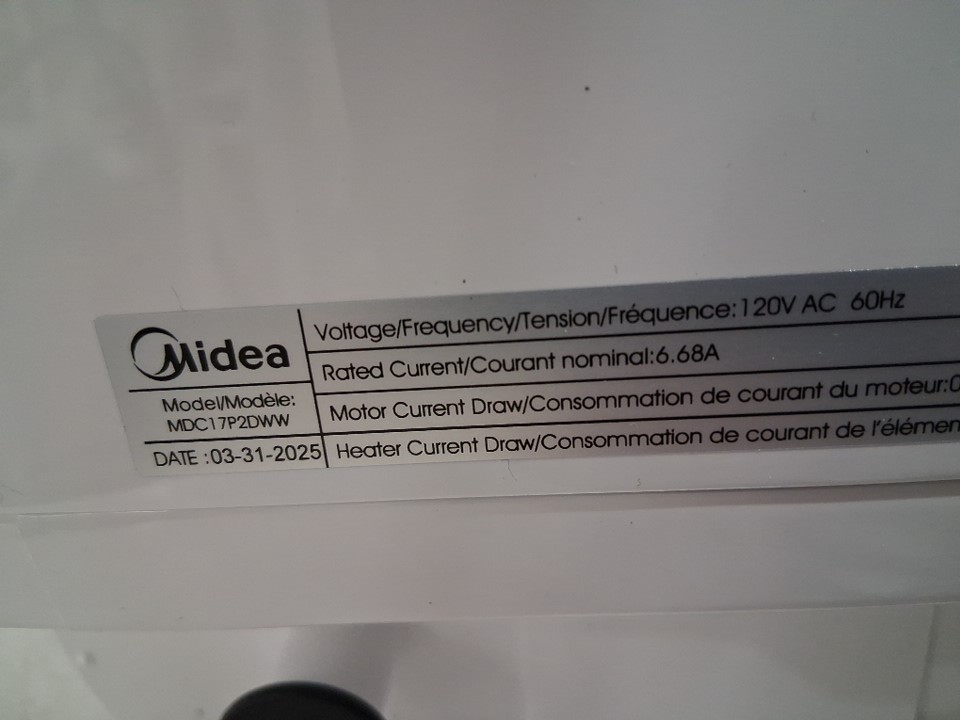 Midea
Model/Modèle:
MDC17P2DWW
DATE :03-31-2025
Voltage/Frequency/Tension/Fréquence:120V AC 60Hz
Rated Current/Courant nominal:6.68A
Motor Current Draw/Consommation de courant du moteur:0
Heater Current Draw/Consommation de courant de l'élémen